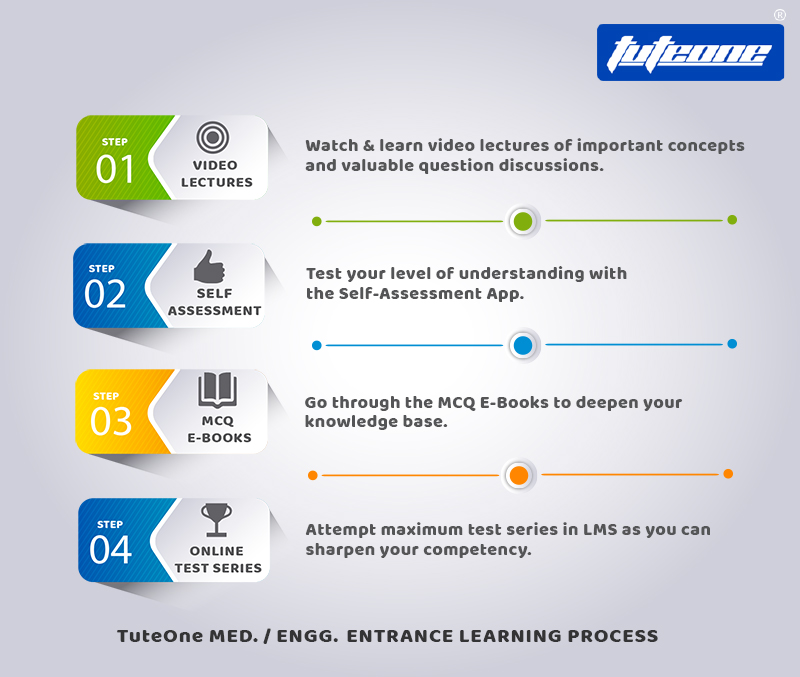 ®
tuteone
STEP
01
VIDEO
LECTURES
Watch & learn video lectures of important concepts
and valuable question discussions.
STEP
02
SELF
ASSESSMENT
Test your level of understanding with
the Self-Assessment App.
STEP
03
MCQ
E-BOOKS
Go through the MCQ E-Books to deepen your
knowledge base.
STEP
04
ONLINE
TEST SERIES
Attempt maximum test series in LMS as you can
sharpen your competency.
TuteOne MED. / ENGG. ENTRANCE LEARNING PROCESS